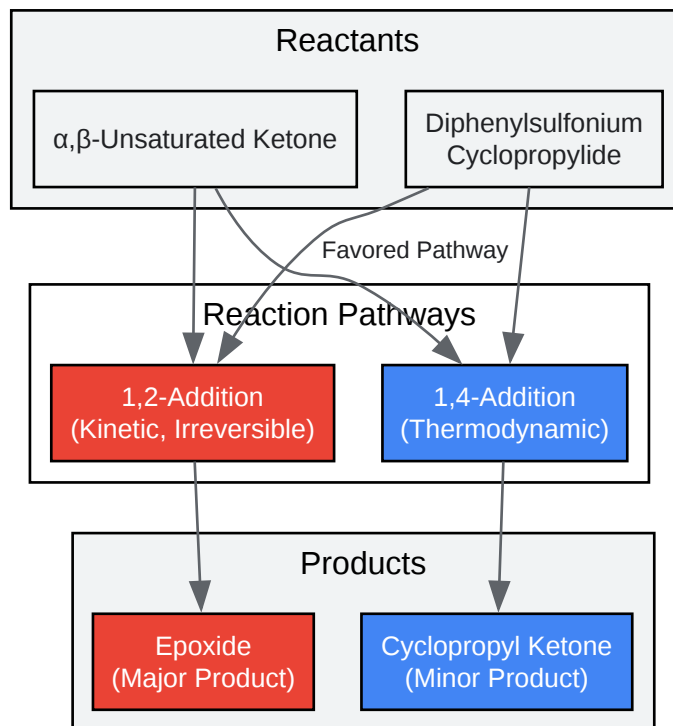 Reactants
α,β-Unsaturated Ketone
Diphenylsulfonium
Cyclopropylide
Favored Pathway
Reaction Pathways
1,2-Addition
(Kinetic, Irreversible)
1,4-Addition
(Thermodynamic)
Products
Epoxide
(Major Product)
Cyclopropyl Ketone
(Minor Product)